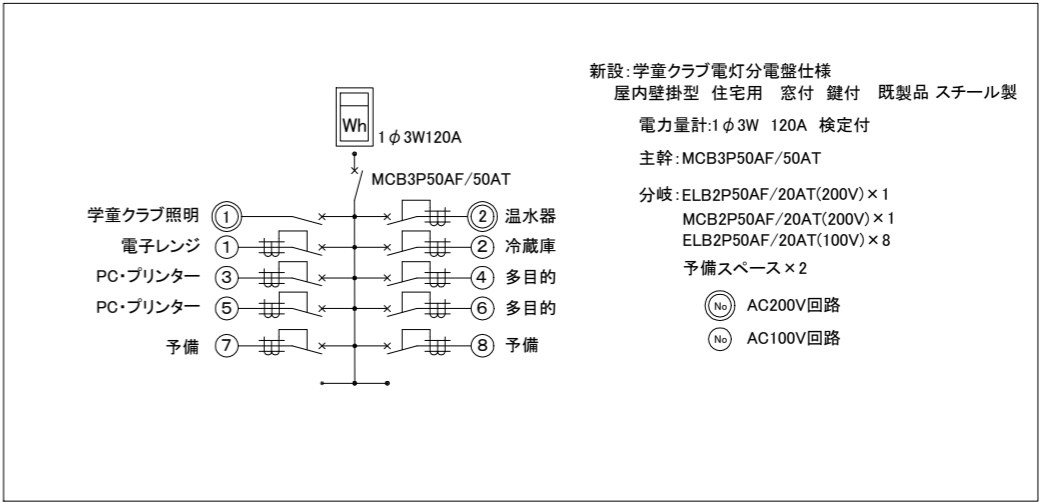 新設:学童クラブ電灯分電盤仕様
屋内壁掛型 住宅用 窓付 鍵付 既製品 スチール製
Wh
1φ3W120A
電力量計:1φ3W 120A 検定付
主幹:MCB3P50AF/50AT
MCB3P50AF/50AT
分岐:ELB2P50AF/20AT(200V)×1
MCB2P50AF/20AT(200V)×1
ELB2P50AF/20AT(100V)×8
予備スペース×2
学童クラブ照明 1 2 温水器
電子レンジ 1 2 冷蔵庫
PC・プリンター 3 4 多目的
PC・プリンター 5 6 多目的
予備 7 8 予備
No AC200V回路
No AC100V回路